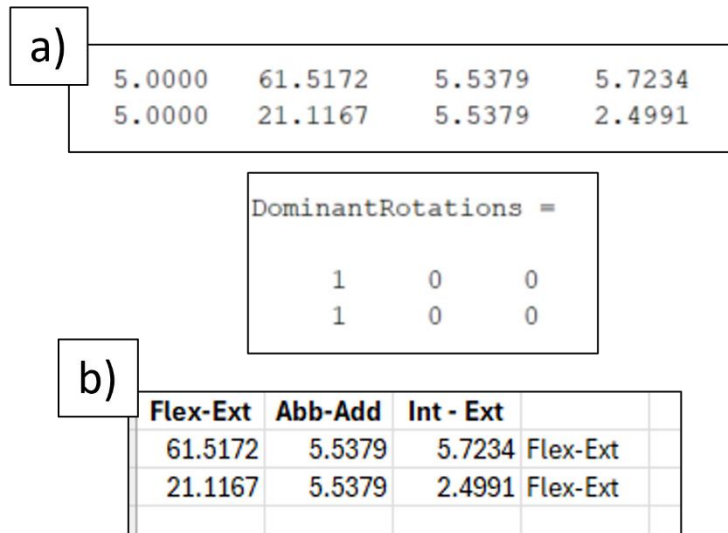 a)
5.0000 61.5172 5.5379 5.7234
5.0000 21.1167 5.5379 2.4991
DominantRotations =
1 0 0
1 0 0
b)
Flex-Ext Abb-Add Int - Ext
61.5172 5.5379 5.7234 Flex-Ext
21.1167 5.5379 2.4991 Flex-Ext